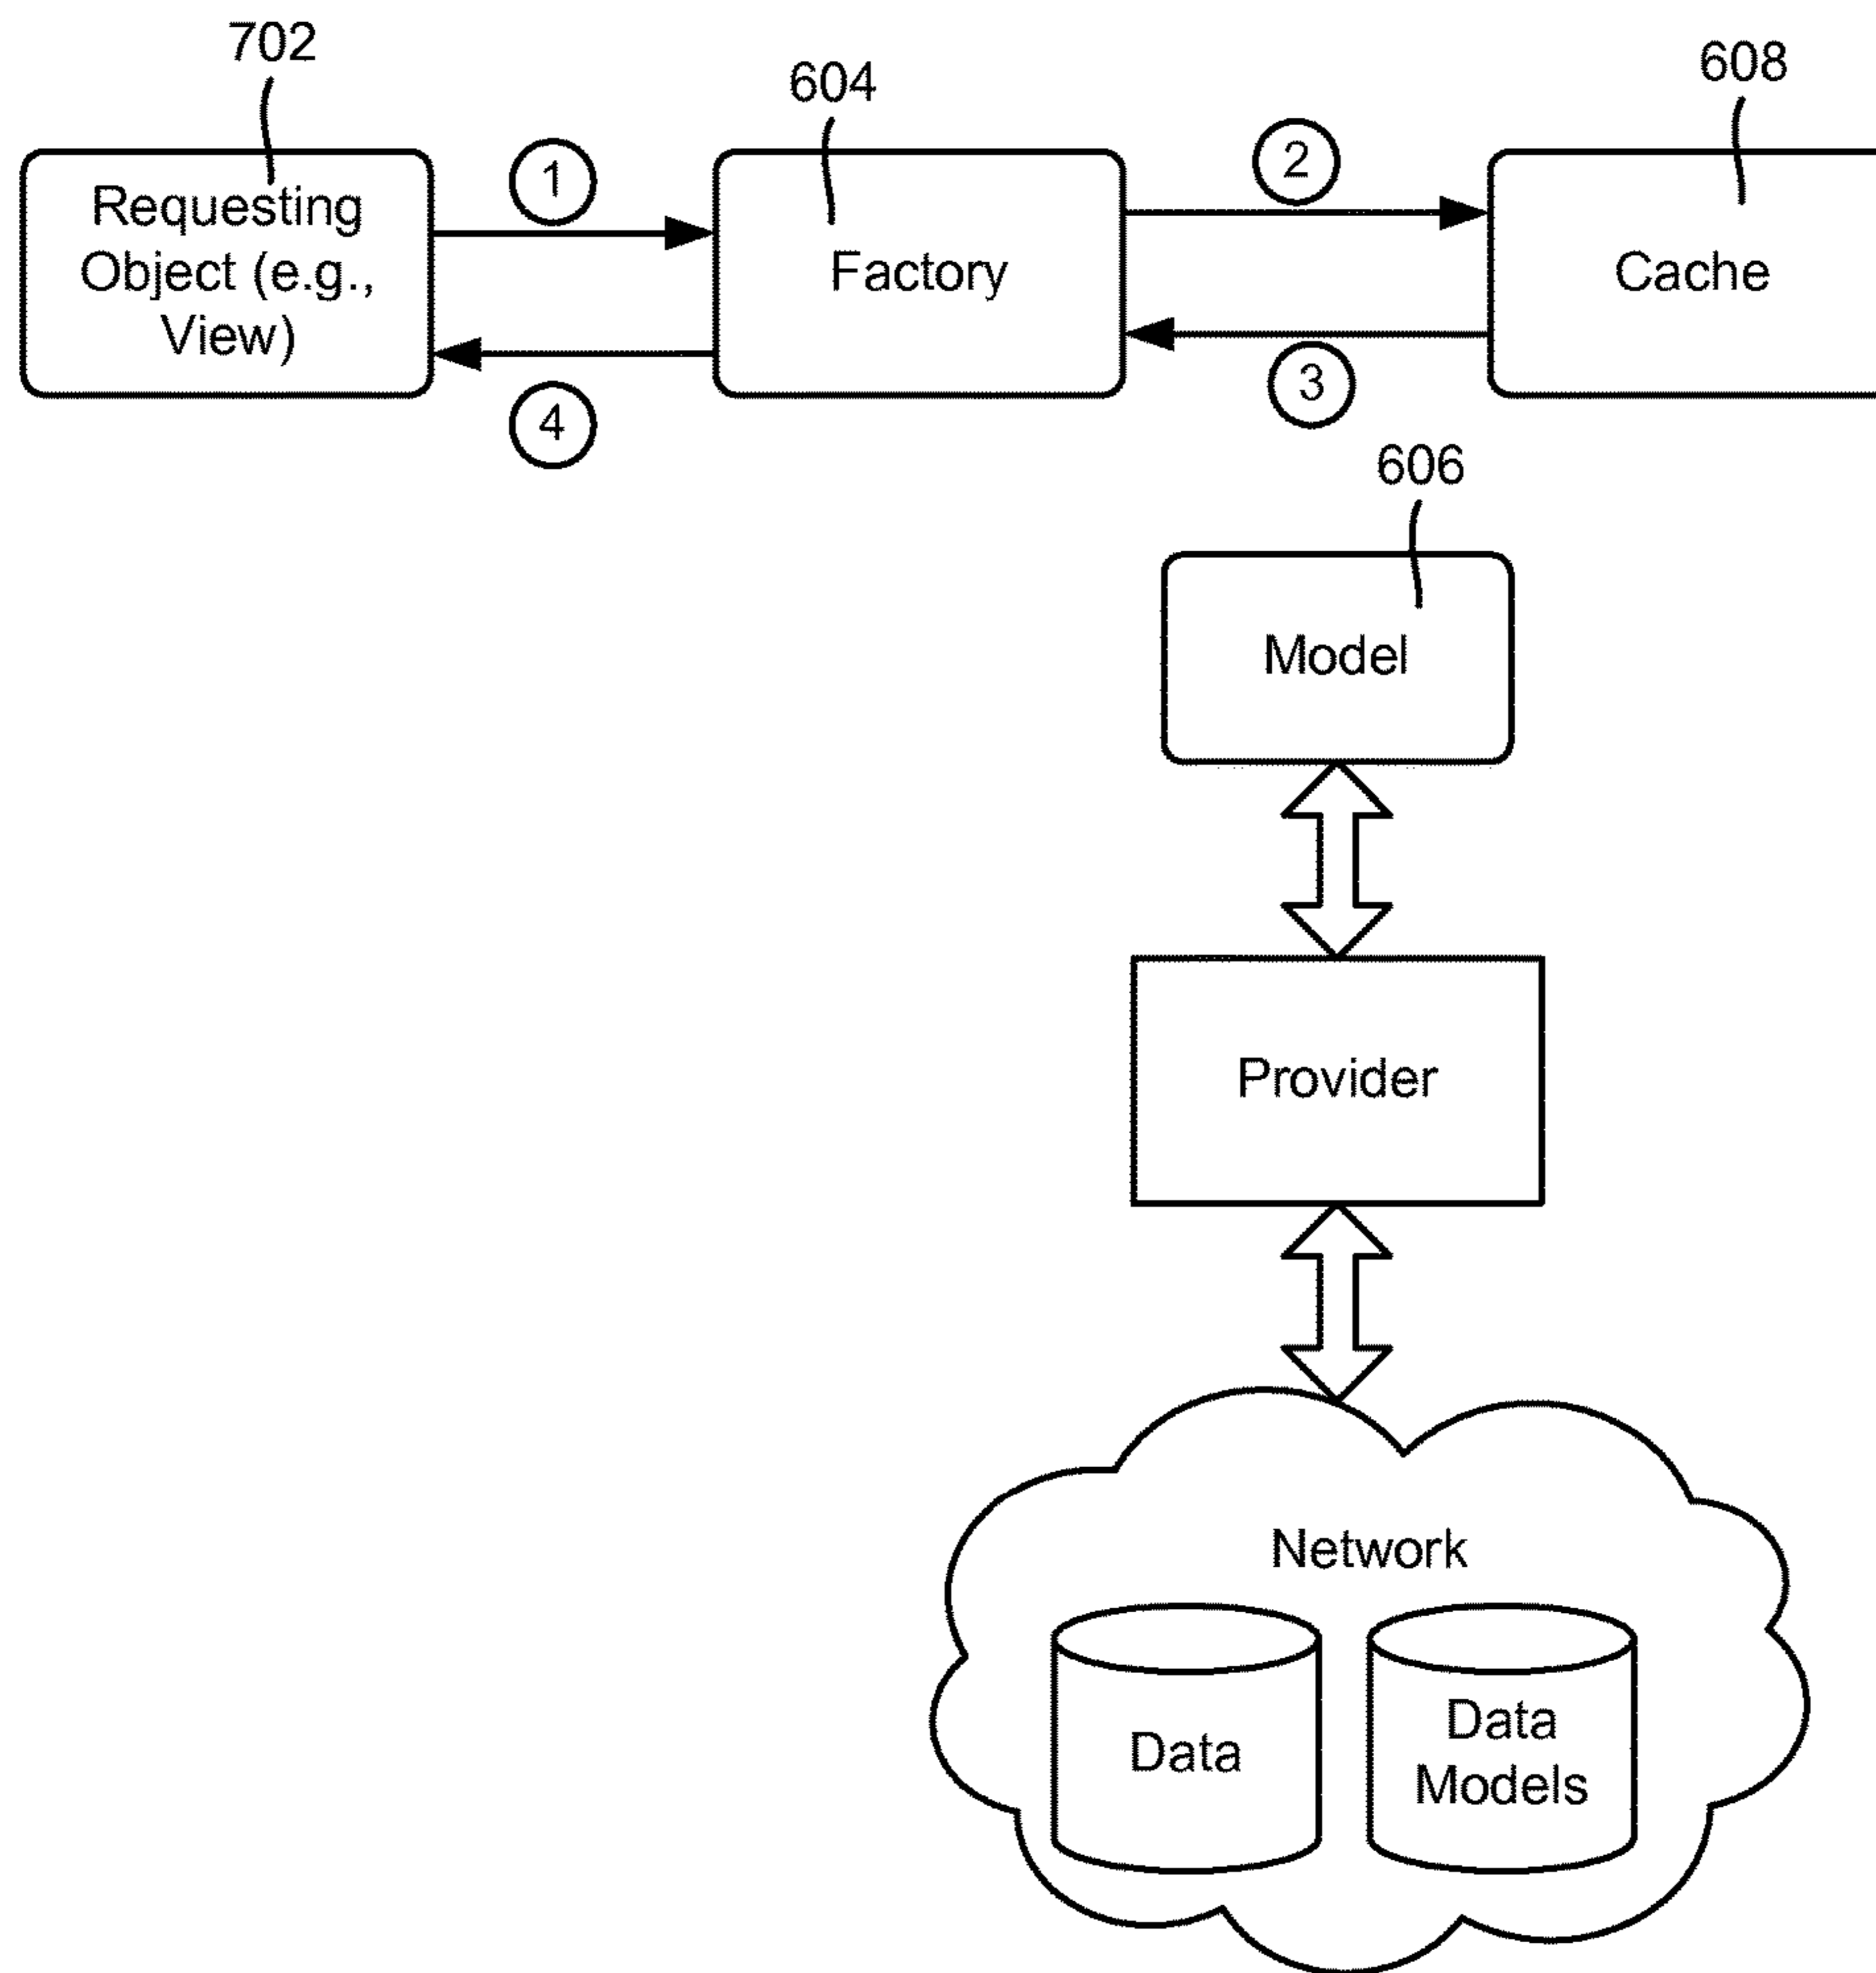 702
604
608
1
2
Requesting
Object (e.g.,
View)
Factory
Cache
4
3
606
Model
Provider
Network
Data
Data
Models